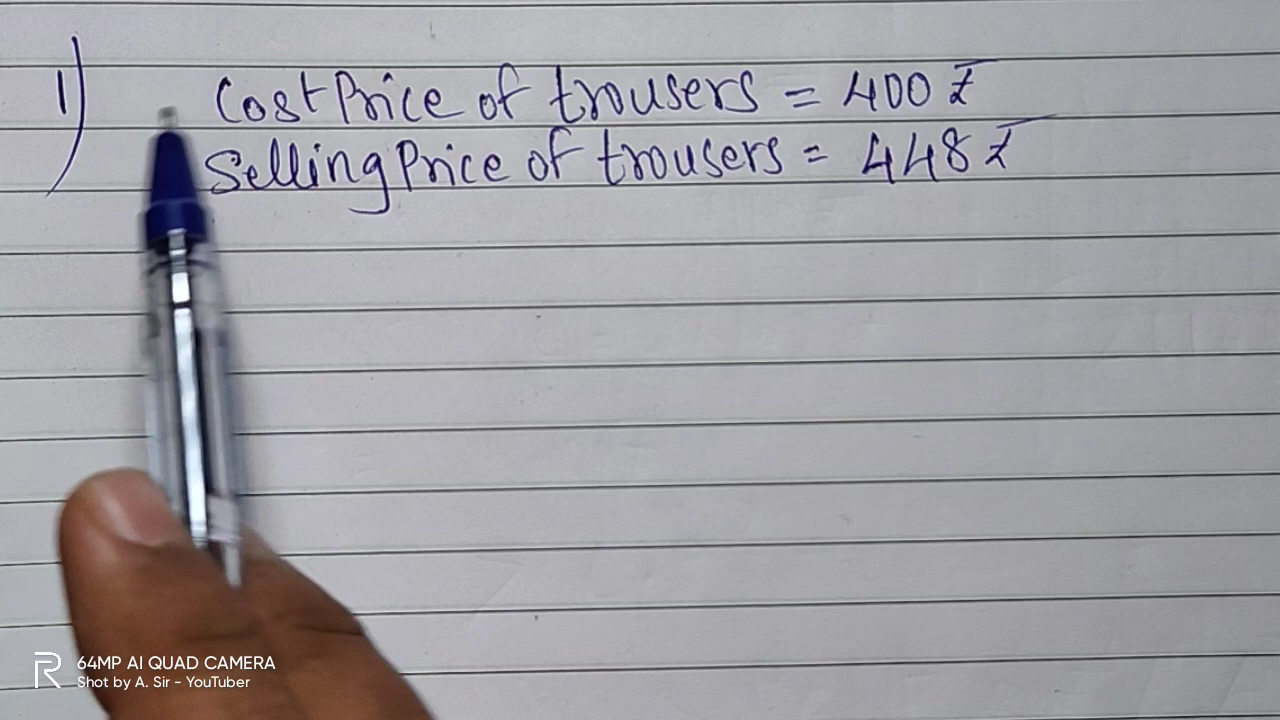 1) Cost Price of trousers = 400 ₹
Selling Price of trousers = 448 ₹
R 64MP AI QUAD CAMERA
Shot by A. Sir - YouTuber